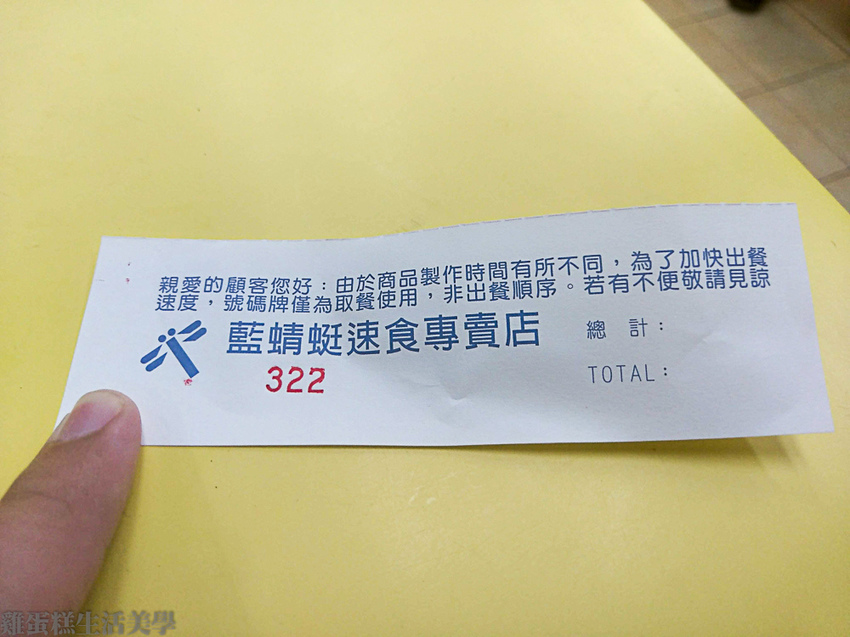 親愛的顧客您好：由於商品製作時間有所不同，為了加快出餐
速度，號碼牌僅為取餐使用，非出餐順序。若有不便敬請見諒
藍蜻蜓速食專賣店
總 計：
322
TOTAL：
雞蛋糕生活美學